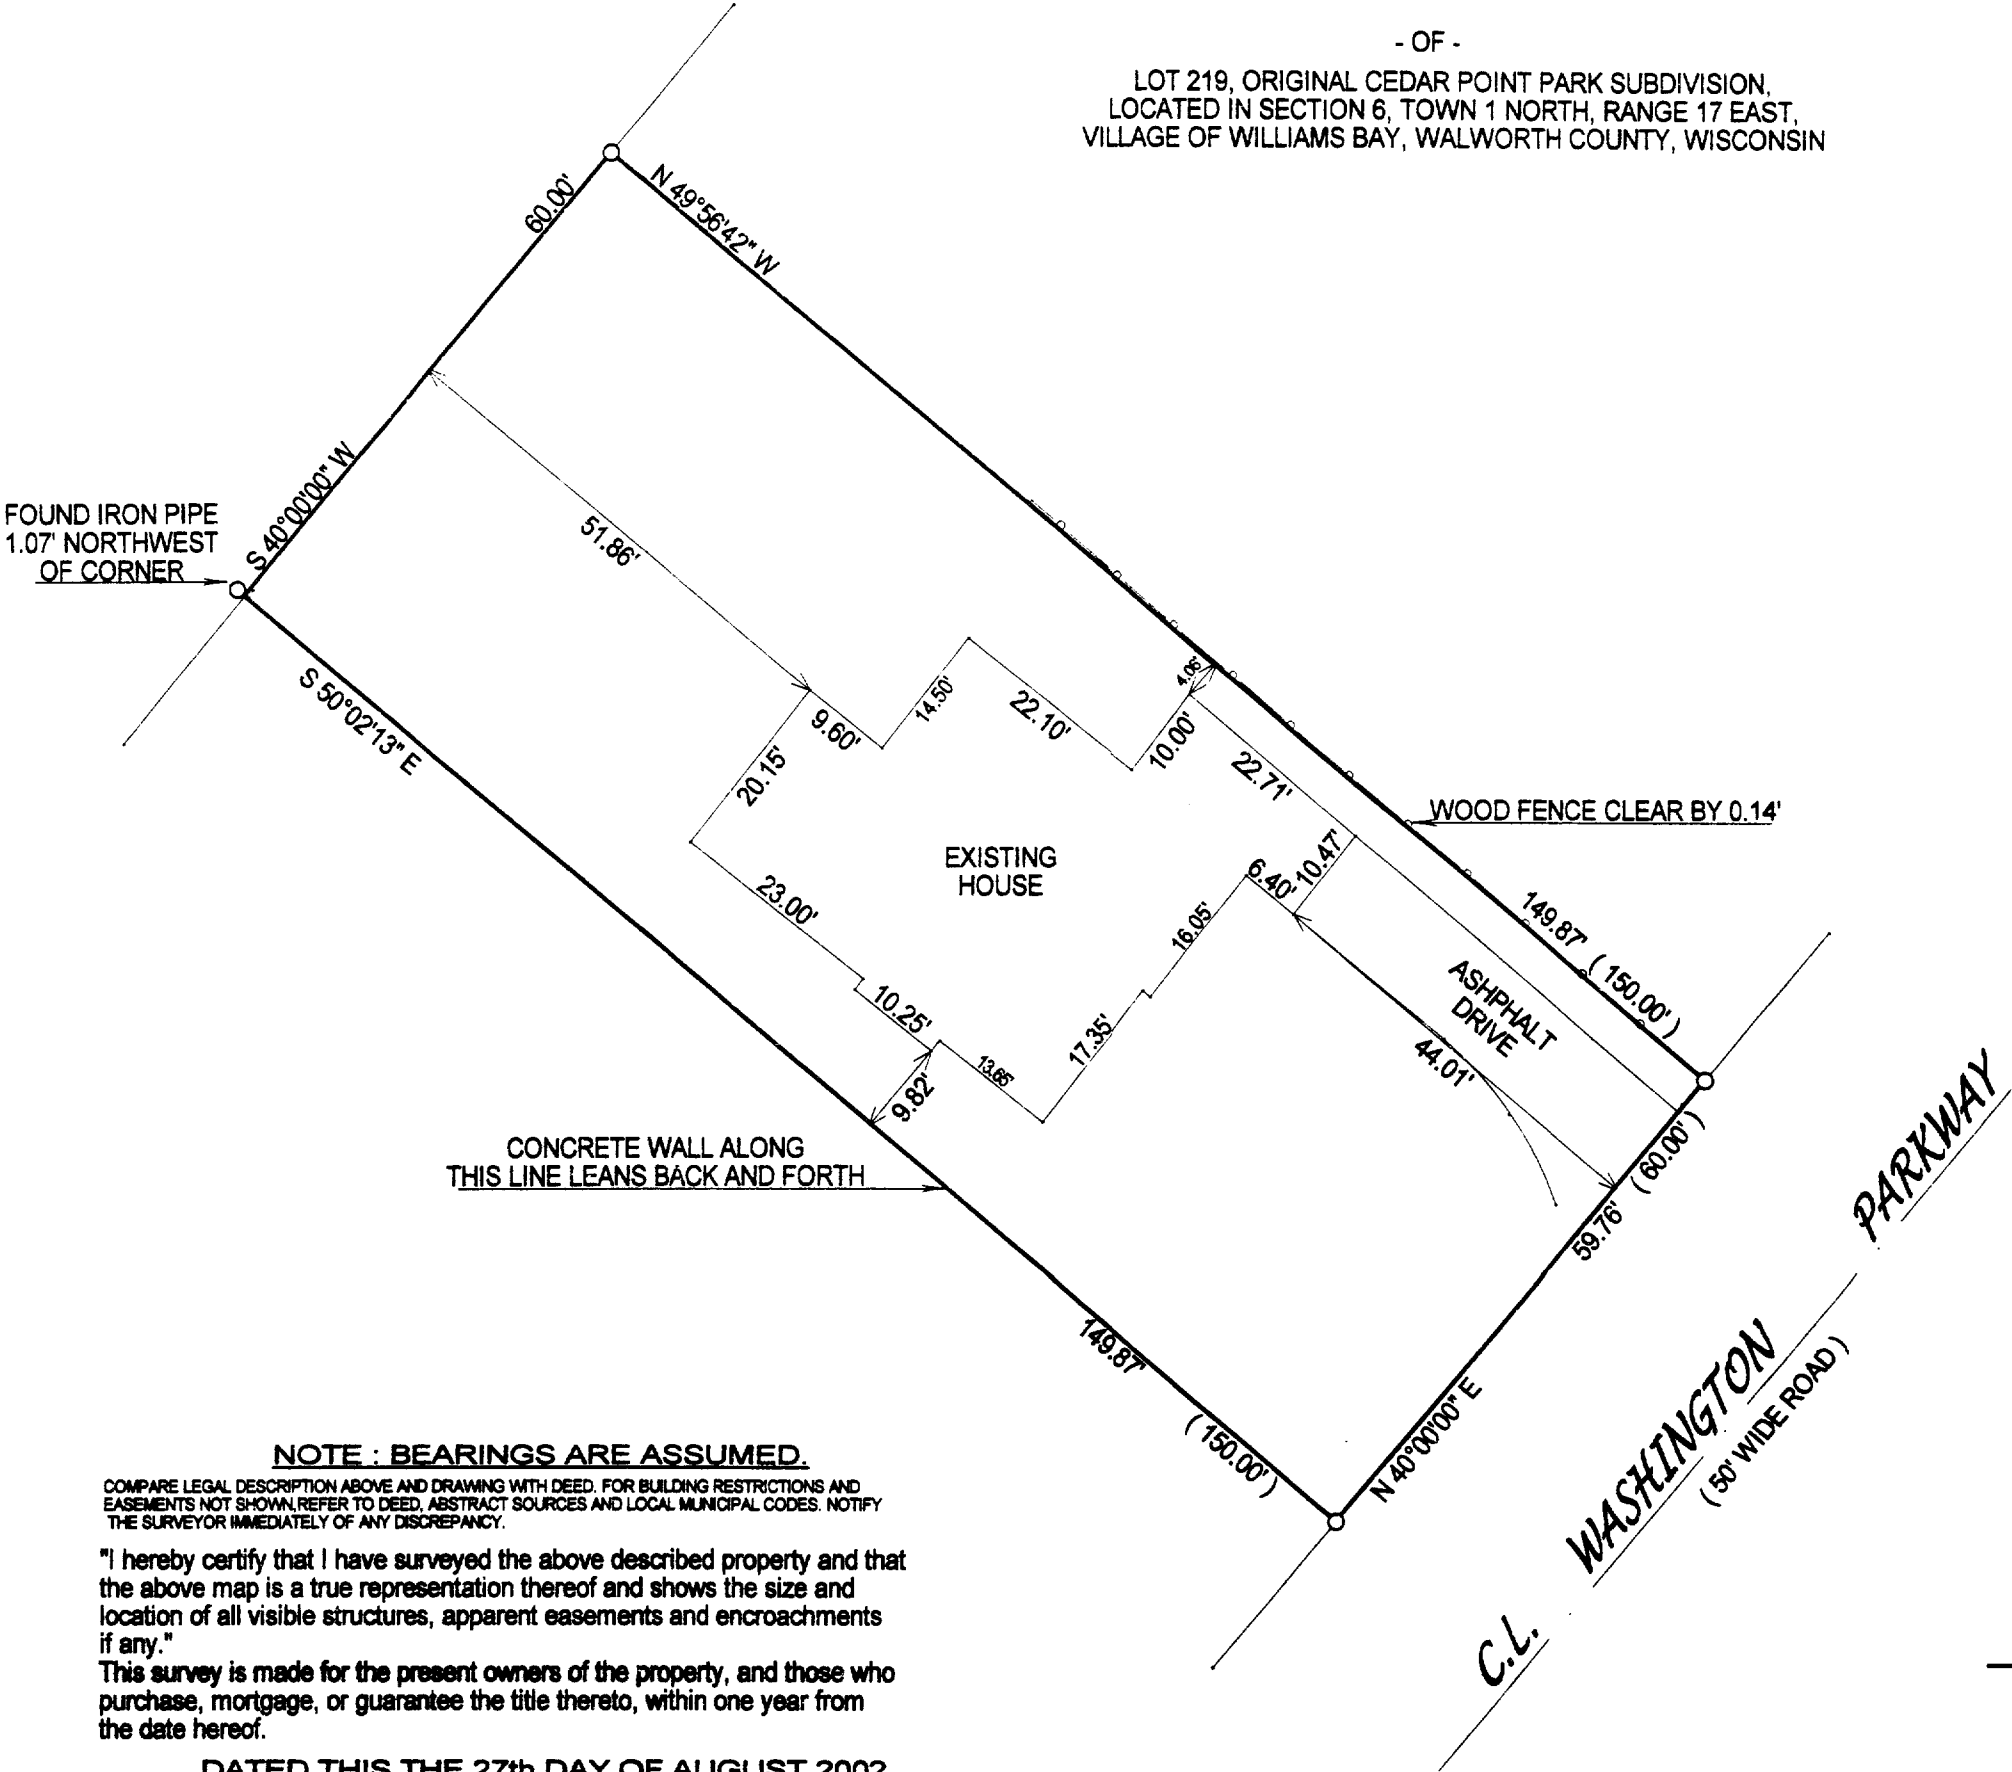 - OF -
LOT 219, ORIGINAL CEDAR POINT PARK SUBDIVISION,
LOCATED IN SECTION 6, TOWN 1 NORTH, RANGE 17 EAST,
VILLAGE OF WILLIAMS BAY, WALWORTH COUNTY, WISCONSIN
60.00'
N 49°56'42" W
S 40°00'00" W
FOUND IRON PIPE
1.07' NORTHWEST
OF CORNER
51.86'
S 50°02'13" E
4.06'
14.50'
22.10'
9.60'
10.00'
20.15'
22.71'
WOOD FENCE CLEAR BY 0.14'
EXISTING
HOUSE
10.47'
6.40'
23.00'
16.05'
149.87'
(150.00')
ASHPHALT
DRIVE
10.25'
17.35'
13.65'
44.01'
9.82'
(60.00')
59.76'
CONCRETE WALL ALONG
THIS LINE LEANS BACK AND FORTH
149.87'
(150.00')
N 40°00'00" E
C.L. WASHINGTON PARKWAY
(50' WIDE ROAD)
NOTE : BEARINGS ARE ASSUMED.
COMPARE LEGAL DESCRIPTION ABOVE AND DRAWING WITH DEED. FOR BUILDING RESTRICTIONS AND
EASEMENTS NOT SHOWN,REFER TO DEED, ABSTRACT SOURCES AND LOCAL MUNICIPAL CODES. NOTIFY
THE SURVEYOR IMMEDIATELY OF ANY DISCREPANCY.
"I hereby certify that I have surveyed the above described property and that
the above map is a true representation thereof and shows the size and
location of all visible structures, apparent easements and encroachments
if any."
This survey is made for the present owners of the property, and those who
purchase, mortgage, or guarantee the title thereto, within one year from
the date hereof.
DATED THIS THE 27th DAY OF AUGUST 2002